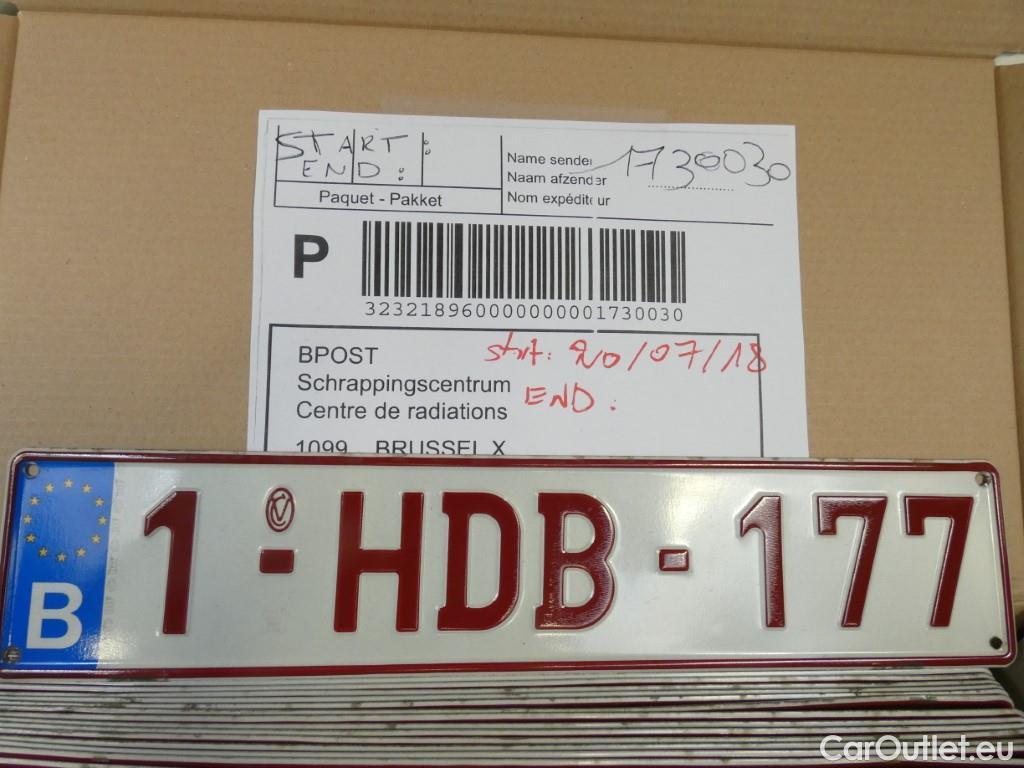 START:
END:
Paquet - Pakket
Name sender
Naam afzender
Nom expéditeur
1730030
P
323218960000000001730030
BPOST
Schrappingscentrum
Centre de radiations
1099 BRUSSEL X
start: 20/07/18
END:
B 1-HDB-177
CarOutlet.eu